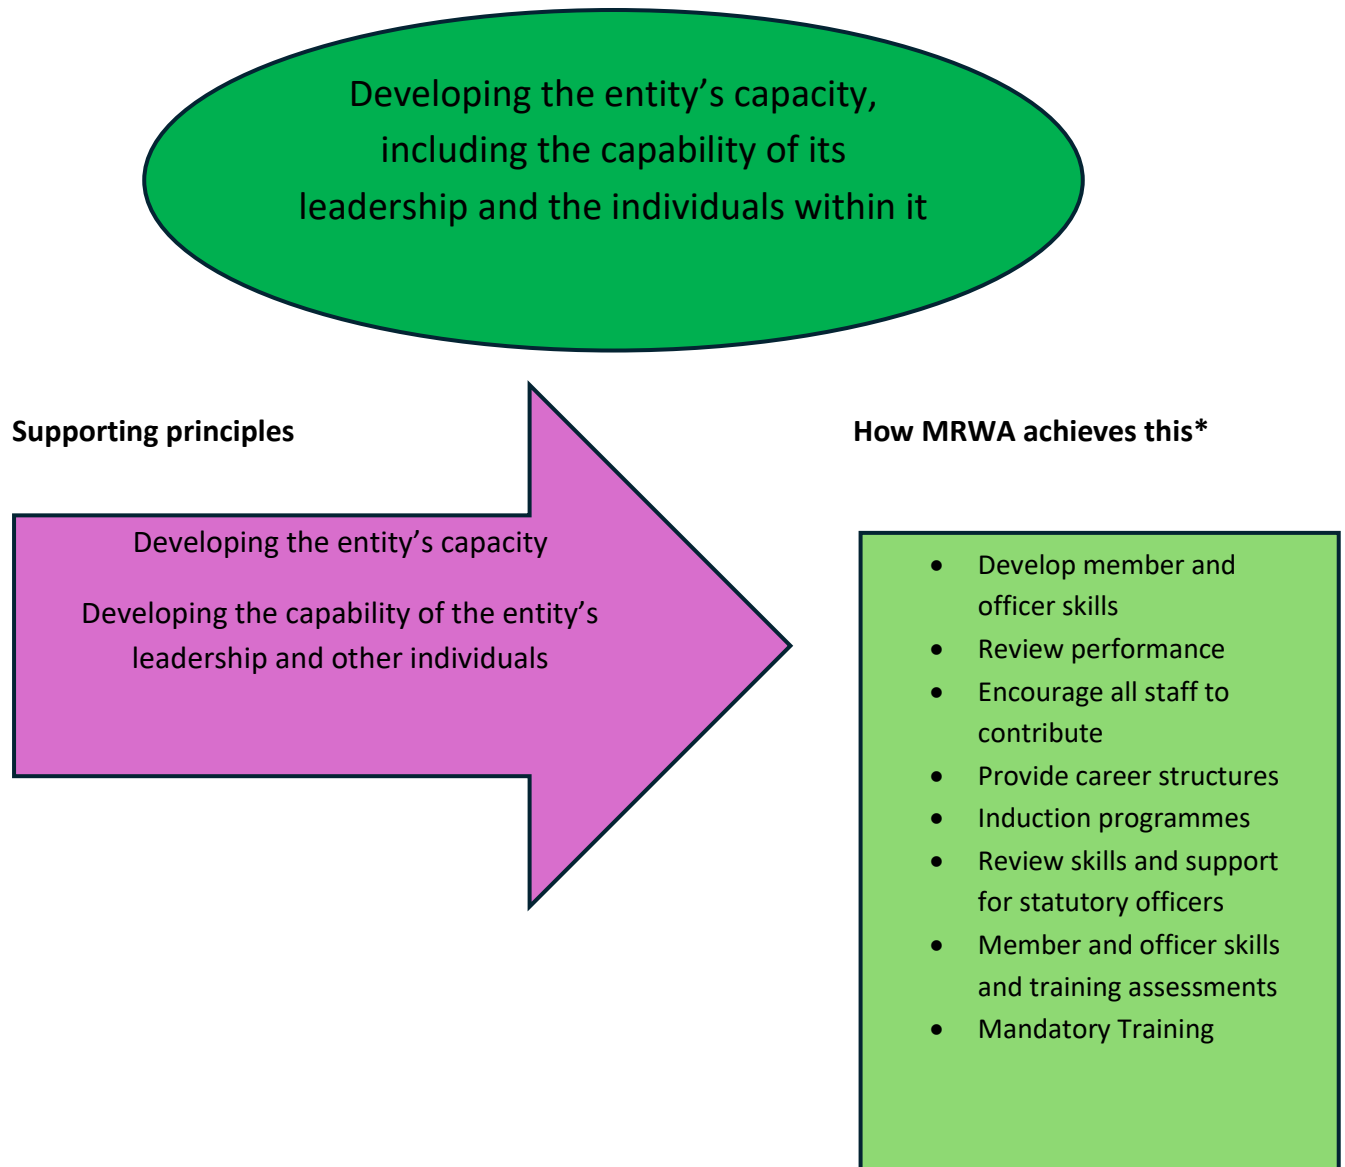 Developing the entity’s capacity,
including the capability of its
leadership and the individuals within it
Supporting principles
How MRWA achieves this*
Developing the entity’s capacity
Developing the capability of the entity’s
leadership and other individuals
• Develop member and
officer skills
• Review performance
• Encourage all staff to
contribute
• Provide career structures
• Induction programmes
• Review skills and support
for statutory officers
• Member and officer skills
and training assessments
• Mandatory Training